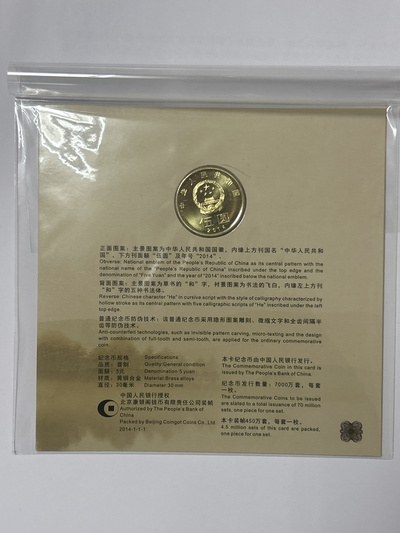 中华人民共和国
伍圆
2014
正面图案：主景图案为中华人民共和国国徽，内缘上方刊国名“中华人民共和
国”，下方刊面额“伍圆”及年号“2014”。
Obverse: National emblem of the People's Republic of China as its central pattern with the
national name of the "People's Republic of China" inscribed under the top edge and the
denomination of "Five Yuan" and the year of "2014" inscribed below the national emblem.
背面图案：主景图案为草书的“和”字，衬景图案为书法的飞白，内缘左上方刊
“和”字的五种书法体。
Reverse: Chinese character "He" in cursive script with the style of calligraphy characterized by
hollow stroke as its central pattern with five calligraphic scripts of "He" inscribed under the left
top edge.
普通纪念币防伪技术：该普通纪念币采用隐形图案雕刻、微缩文字和全齿间隔半
齿等防伪技术。
Anti-counterfeit technologies, such as invisible pattern carving, micro-texting and the design
with combination of full-tooth and semi-tooth, are applied for the ordinary commemorative
coin.
纪念币规格 Specifications
品质：普制 Quality:General condition
面额：5元 Denomination:5 yuan
材质：黄铜合金 Material:Brass alloys
直径：30毫米 Diameter:30 mm
本卡纪念币由中国人民银行发行。
The Commemorative Coin in this card is
issued by The People's Bank of China.
纪念币发行数量：7000万套，每套
一枚。
The Commemorative Coins to be issued
are slated to a total issuance of 70 million
sets, one piece for one set.
本卡装帧450万套，每套一枚。
4.5 million sets of this card are packed,
one piece for one set.
中国人民银行授权
北京康银阁钱币有限责任公司装帧
Authorized by The People's Bank of
China
Packed by Beijing Coingol Coins Co., Ltd.
2014-1-1-1